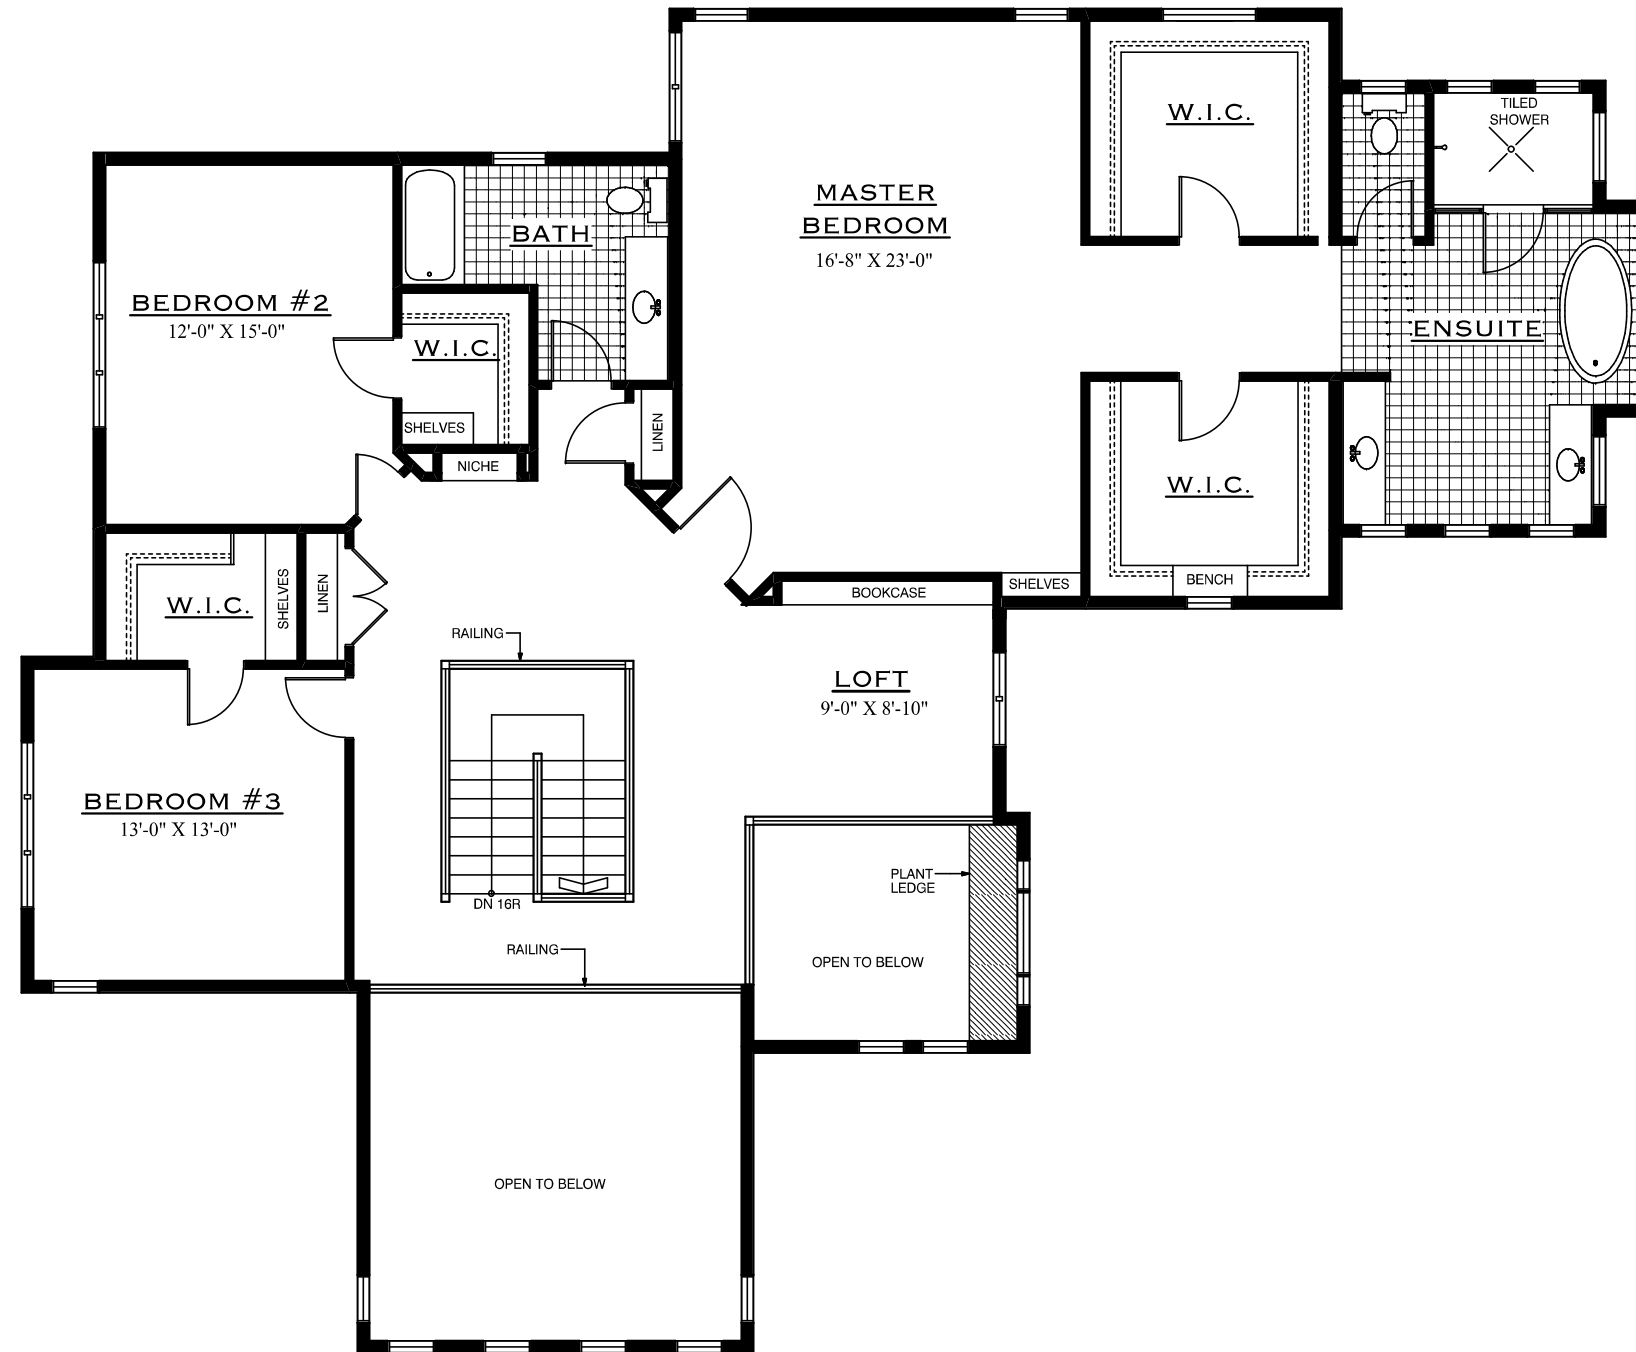 TILED
SHOWER
W.I.C.
MASTER
BEDROOM
16'-8" X 23'-0"
BATH
BEDROOM #2
12'-0" X 15'-0"
ENSUITE
W.I.C.
SHELVES
LINEN
NICHE
W.I.C.
BENCH
SHELVES
BOOKCASE
W.I.C.
SHELVES
LINEN
RAILING
LOFT
9'-0" X 8'-10"
BEDROOM #3
13'-0" X 13'-0"
PLANT
LEDGE
DN 16R
RAILING
OPEN TO BELOW
OPEN TO BELOW